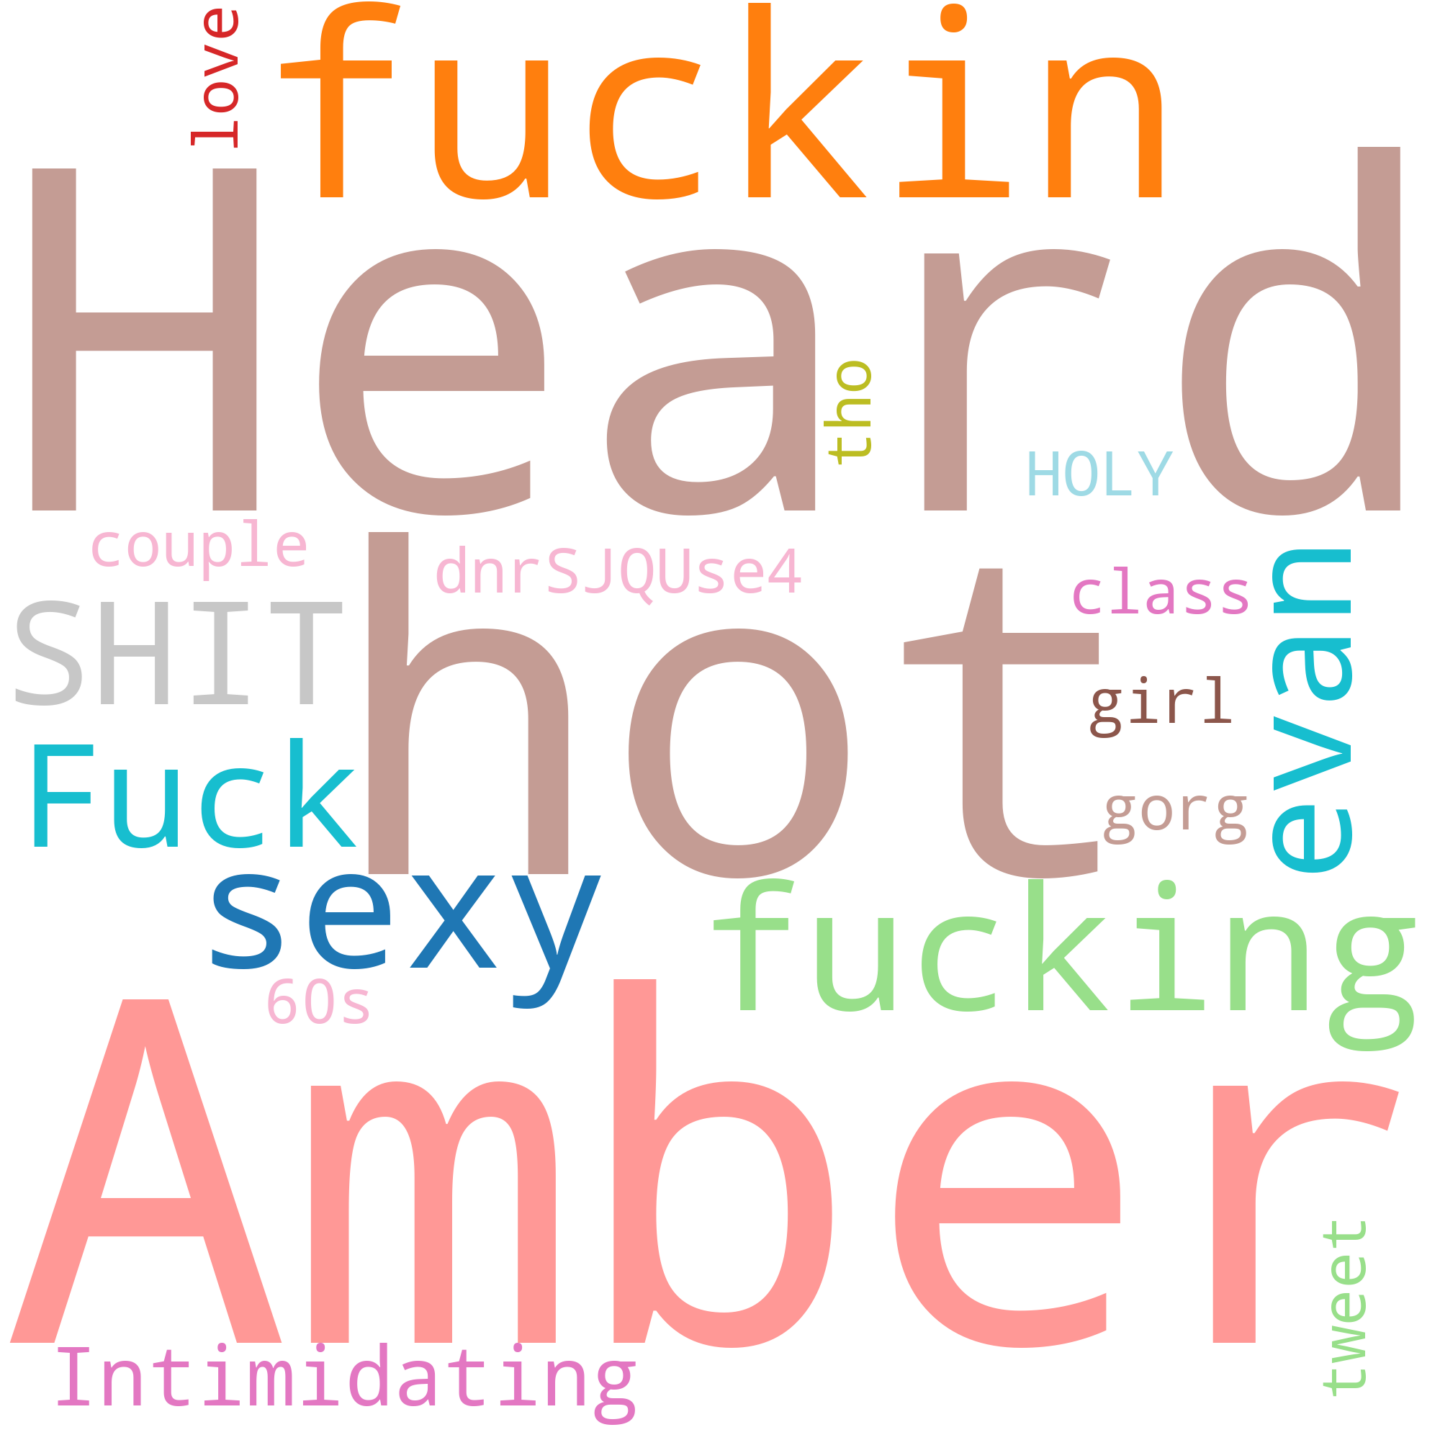 love
fuckin
Heard
tho
HOLY
couple
dnrSJQUse4
class
evan
SHIT
hot
girl
Fuck
gorg
sexy
fucking
60s
Amber
tweet
Intimidating